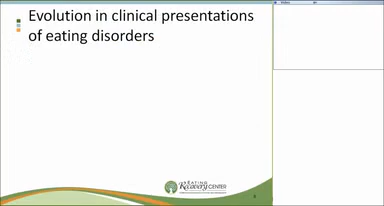 Evolution in clinical presentations
of eating disorders
EATING
Recovery CENTER